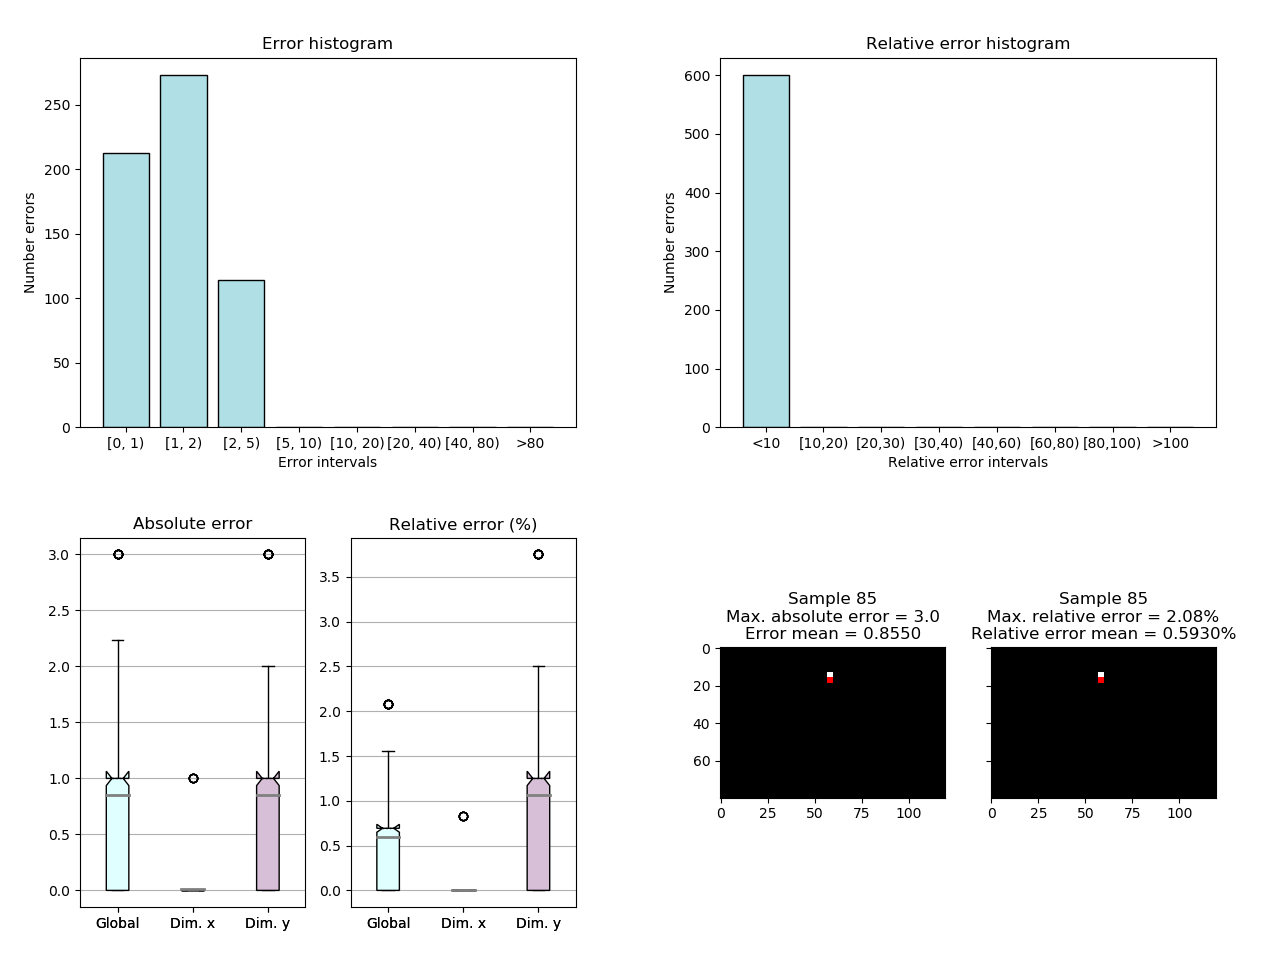 Error histogram
Number errors
250
200
150
100
50
0
[0, 1) [1, 2) [2, 5) [5, 10) [10, 20) [20, 40) [40, 80) >80
Error intervals
Relative error histogram
Number errors
600
500
400
300
200
100
0
<10 [10,20) [20,30) [30,40) [40,60) [60,80) [80,100) >100
Relative error intervals
Absolute error
3.0
2.5
2.0
1.5
1.0
0.5
0.0
Global Dim. x Dim. y
Relative error (%)
3.5
3.0
2.5
2.0
1.5
1.0
0.5
0.0
Global Dim. x Dim. y
Sample 85
Max. absolute error = 3.0
Error mean = 0.8550
0
20
40
60
0 25 50 75 100
Sample 85
Max. relative error = 2.08%
Relative error mean = 0.5930%
0 25 50 75 100